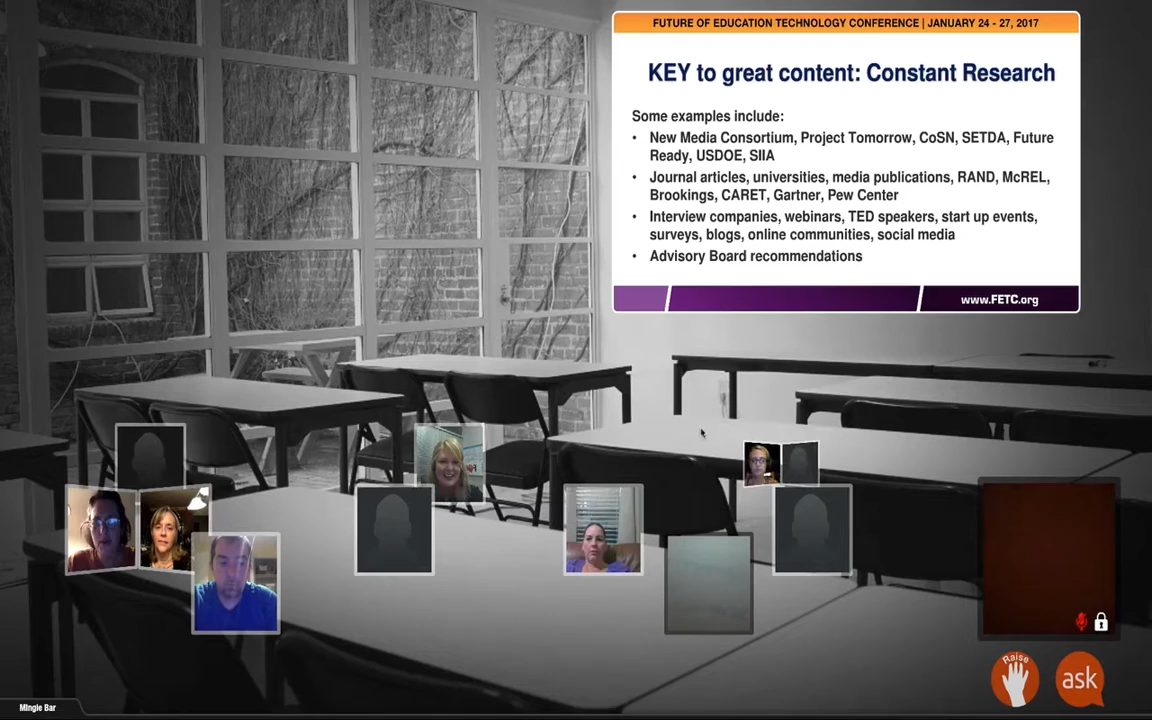 FUTURE OF EDUCATION TECHNOLOGY CONFERENCE | JANUARY 24 - 27, 2017
KEY to great content: Constant Research
Some examples include:
• New Media Consortium, Project Tomorrow, CoSN, SETDA, Future
Ready, USDOE, SIIA
• Journal articles, universities, media publications, RAND, McREL,
Brookings, CARET, Gartner, Pew Center
• Interview companies, webinars, TED speakers, start up events,
surveys, blogs, online communities, social media
• Advisory Board recommendations
www.FETC.org
Raise
ask
Mingle Bar